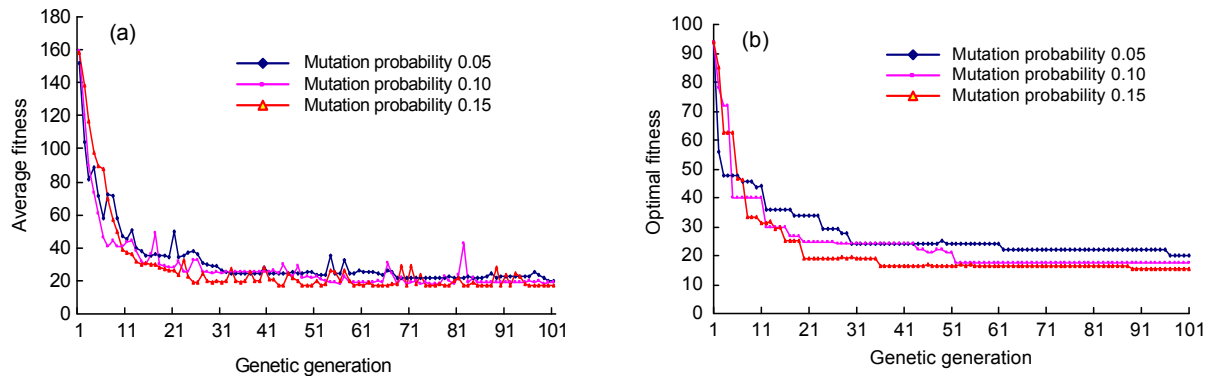 (a)
Average fitness
180
160
140
120
100
80
60
40
20
0
Mutation probability 0.05
Mutation probability 0.10
Mutation probability 0.15
1 11 21 31 41 51 61 71 81 91 101
Genetic generation
(b)
Optimal fitness
100
90
80
70
60
50
40
30
20
10
0
Mutation probability 0.05
Mutation probability 0.10
Mutation probability 0.15
1 11 21 31 41 51 61 71 81 91 101
Genetic generation